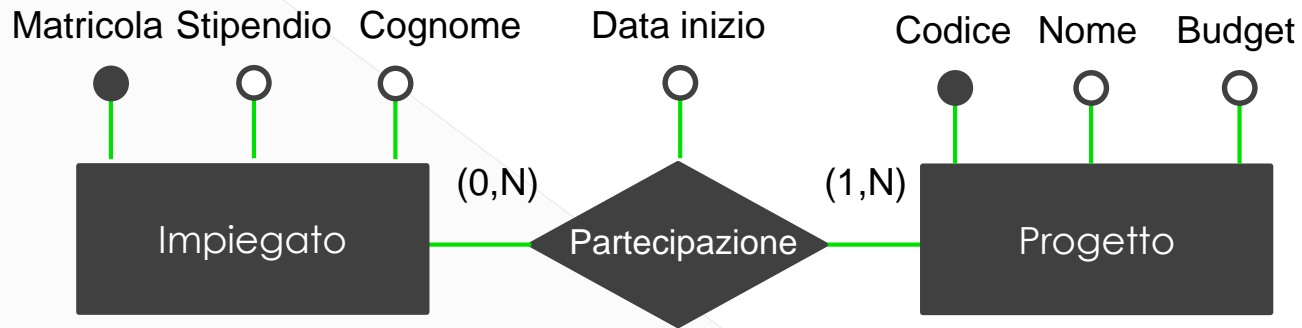 Matricola Stipendio Cognome Data inizio Codice Nome Budget
(0,N) (1,N)
Impiegato Partecipazione Progetto